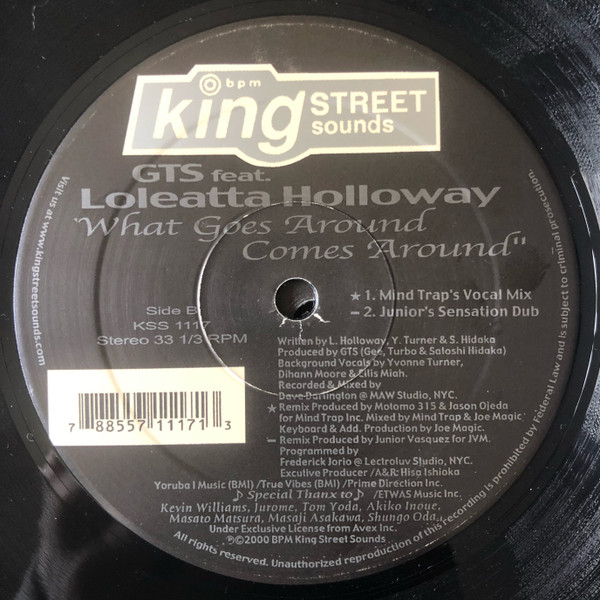 bpm
king STREET
sounds
GTS feat.
Loleatta Holloway
"What Goes Around
Comes Around"
★ 1. Mind Trap's Vocal Mix
– 2. Junior's Sensation Dub
Side B
KSS 1117
Stereo 33 1/3 RPM
Written by L. Holloway, Y. Turner & S. Hidaka
Produced by GTS (Gee, Turbo & Satoshi Hidaka)
Background Vocals by Yvonne Turner,
Dihann Moore & Zilis Miah.
Recorded & Mixed by
Dave Darlington @ MAW Studio, NYC.
★ Remix Produced by Motomo 315 & Jason Ojeda
for Mind Trap Inc. Mixed by Mind Trap & Joe Magic
Keyboard & Add. Production by Joe Magic.
– Remix Produced by Junior Vasquez for JVM.
Programmed by
Frederick Jorio @ Lectroluv Studio, NYC.
Excutive Producer /A&R: Hisa Ishioka
7 88557 11171 3
Yoruba I Music (BMI) /True Vibes (BMI) /Prime Direction Inc.
♪ Special Thanx to ♪ /ETWAS Music Inc.
Kevin Williams, Jurome, Tom Yoda, Akiko Inoue,
Masato Matsura, Masaji Asakawa, Shungo Oda,
Under Exclusive License from Avex Inc.
℗©2000 BPM King Street Sounds
Visit us at www.kingstreetsounds.com
All rights reserved. Unauthorized reproduction of this recording is prohibited by Federal Law and is subject to criminal prosecution.